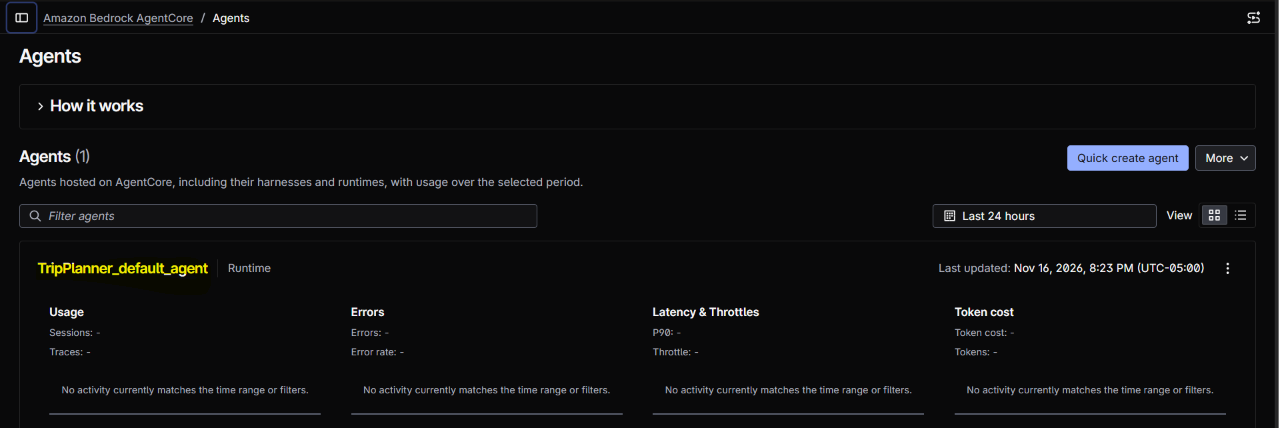 Amazon Bedrock AgentCore / Agents
Agents
How it works
Agents (1)
Quick create agent
More
Agents hosted on AgentCore, including their harnesses and runtimes, with usage over the selected period.
Filter agents
Last 24 hours
View
TripPlanner_default_agent
Runtime
Last updated: Nov 16, 2026, 8:23 PM (UTC-05:00)
Usage
Sessions: -
Traces: -
No activity currently matches the time range or filters.
Errors
Errors: -
Error rate: -
No activity currently matches the time range or filters.
Latency & Throttles
P90: -
Throttle: -
No activity currently matches the time range or filters.
Token cost
Token cost: -
Tokens: -
No activity currently matches the time range or filters.